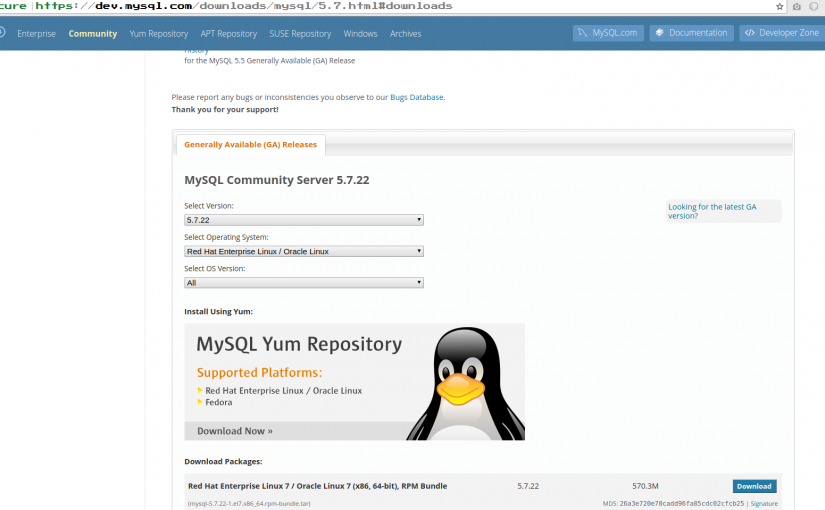 cure https://dev.mysql.com/downloads/mysql/5.7.html#downloads
Enterprise Community Yum Repository APT Repository SUSE Repository Windows Archives MySQL.com Documentation Developer Zone
History
for the MySQL 5.5 Generally Available (GA) Release
Please report any bugs or inconsistencies you observe to our Bugs Database.
Thank you for your support!
Generally Available (GA) Releases
MySQL Community Server 5.7.22
Select Version:
5.7.22
Looking for the latest GA
version?
Select Operating System:
Red Hat Enterprise Linux / Oracle Linux
Select OS Version:
All
Install Using Yum:
MySQL Yum Repository
Supported Platforms:
Red Hat Enterprise Linux / Oracle Linux
Fedora
Download Now »
Download Packages:
Red Hat Enterprise Linux 7 / Oracle Linux 7 (x86, 64-bit), RPM Bundle 5.7.22 570.3M Download
(mysql-5.7.22-1.el7.x86_64.rpm-bundle.tar) MD5: 26a3e720e70cadd96fa85cdc02cfcb25 | Signature